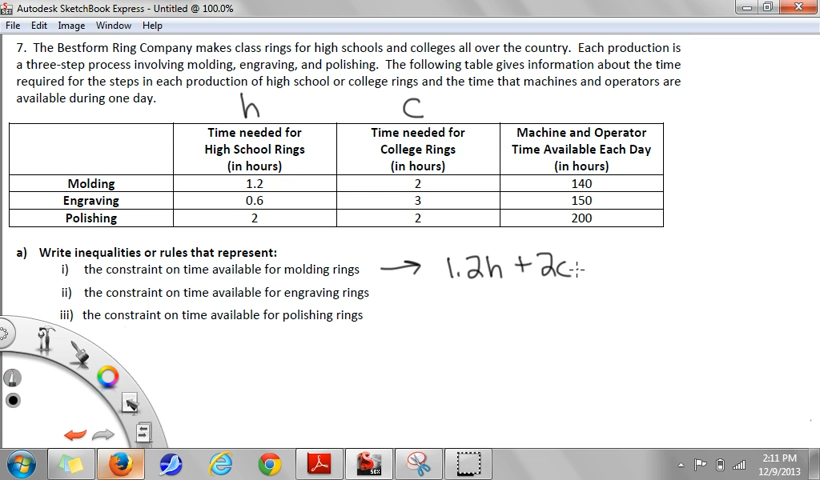 Autodesk SketchBook Express - Untitled @ 100.0%
File Edit Image Window Help
7. The Bestform Ring Company makes class rings for high schools and colleges all over the country. Each production is
a three-step process involving molding, engraving, and polishing. The following table gives information about the time
required for the steps in each production of high school or college rings and the time that machines and operators are
available during one day.
h C
Time needed for High School Rings (in hours) Time needed for College Rings (in hours) Machine and Operator Time Available Each Day (in hours)
Molding 1.2 2 140
Engraving 0.6 3 150
Polishing 2 2 200
a) Write inequalities or rules that represent:
i) the constraint on time available for molding rings → 1.2h + 2c
ii) the constraint on time available for engraving rings
iii) the constraint on time available for polishing rings
2:11 PM
12/9/2013